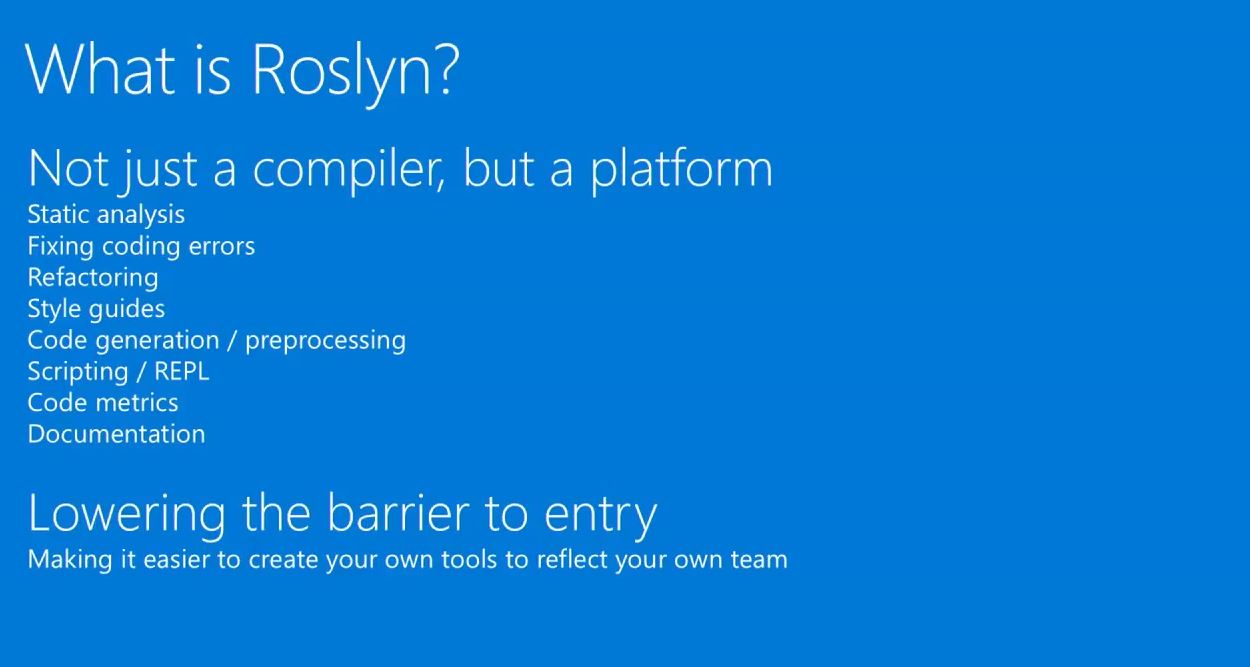 What is Roslyn?
Not just a compiler, but a platform
Static analysis
Fixing coding errors
Refactoring
Style guides
Code generation / preprocessing
Scripting / REPL
Code metrics
Documentation
Lowering the barrier to entry
Making it easier to create your own tools to reflect your own team